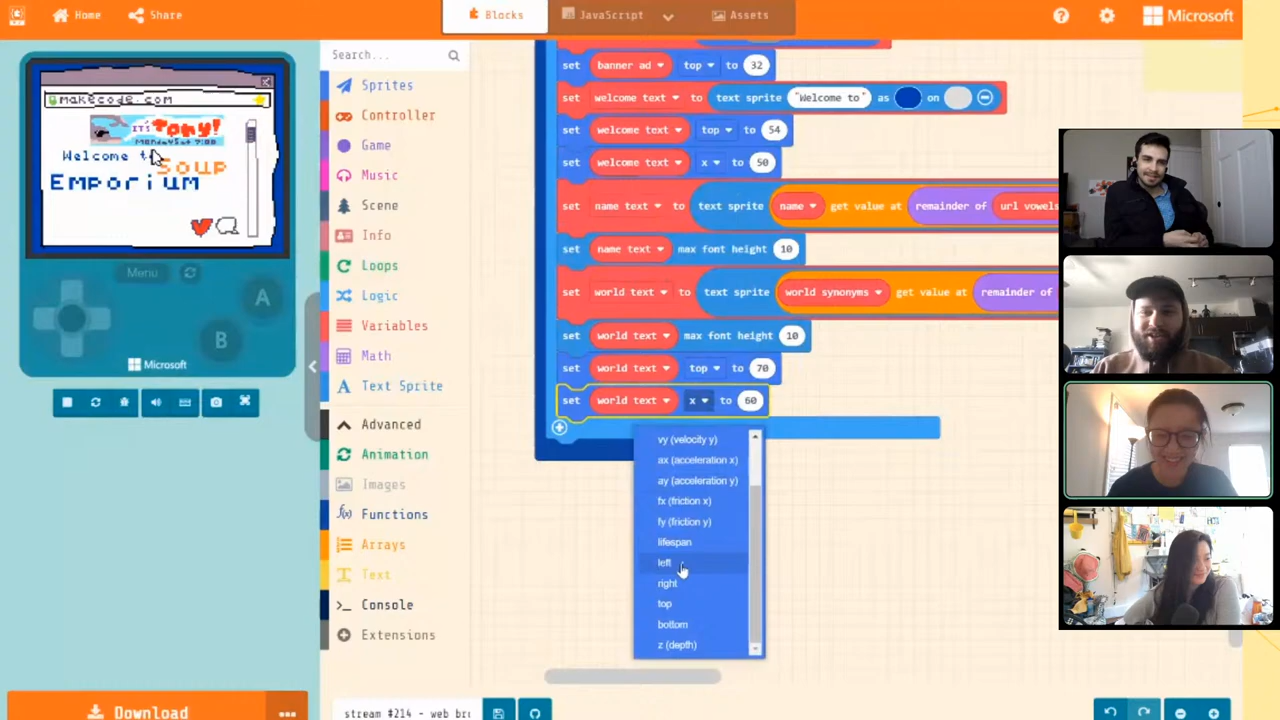 Home
Share
Blocks
JavaScript
Assets
Microsoft
makecode.com
IT'S Tony!
MONDAYS AT 7:00
Welcome to
Soup
Emporium
Menu
A
B
Microsoft
Download
Search...
Sprites
Controller
Game
Music
Scene
Info
Loops
Logic
Variables
Math
Text Sprite
Advanced
Animation
Images
Functions
Arrays
Text
Console
Extensions
set banner ad top to 32
set welcome text to text sprite "Welcome to" as on
set welcome text top to 54
set welcome text x to 50
set name text to text sprite name get value at remainder of url vowels
set name text max font height 10
set world text to text sprite world synonyms get value at remainder of
set world text max font height 10
set world text top to 70
set world text x to 60
vy (velocity y)
ax (acceleration x)
ay (acceleration y)
fx (friction x)
fy (friction y)
lifespan
left
right
top
bottom
z (depth)
stream #214 - web bro